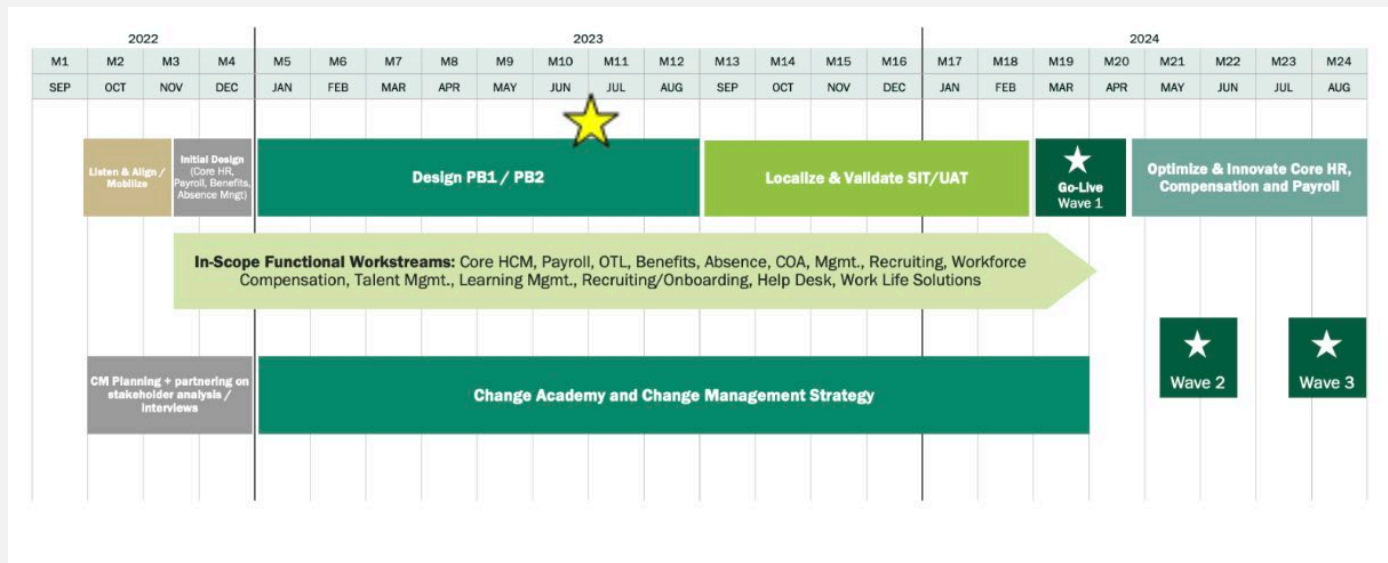 2022 2023 2024
M1 M2 M3 M4 M5 M6 M7 M8 M9 M10 M11 M12 M13 M14 M15 M16 M17 M18 M19 M20 M21 M22 M23 M24
SEP OCT NOV DEC JAN FEB MAR APR MAY JUN JUL AUG SEP OCT NOV DEC JAN FEB MAR APR MAY JUN JUL AUG
Listen & Align /
Mobilize
Initial Design
(Core HR,
Payroll, Benefits,
Absence Mngt)
Design PB1 / PB2
Localize & Validate SIT/UAT
Go-Live
Wave 1
Optimize & Innovate Core HR,
Compensation and Payroll
In-Scope Functional Workstreams: Core HCM, Payroll, OTL, Benefits, Absence, COA, Mgmt., Recruiting, Workforce
Compensation, Talent Mgmt., Learning Mgmt., Recruiting/Onboarding, Help Desk, Work Life Solutions
CM Planning + partnering on
stakeholder analysis /
interviews
Change Academy and Change Management Strategy
Wave 2
Wave 3